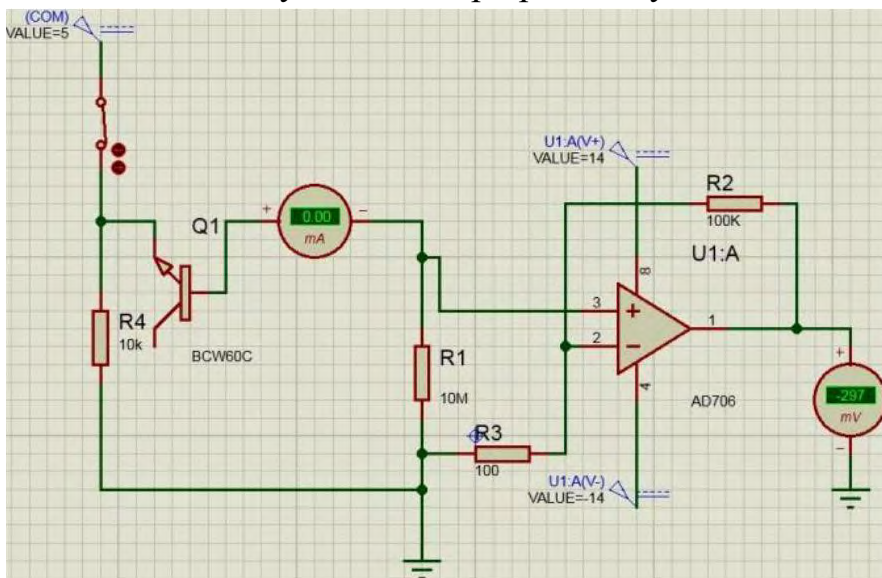 (COM)
VALUE=5
U1:A(V+)
VALUE=14
R2
100K
Q1
+
0.00
mA
−
U1:A
8
R4
10k
3
+
2
−
1
BCW60C
R1
10M
4
AD706
+
-297
mV
−
R3
100
U1:A(V-)
VALUE=-14